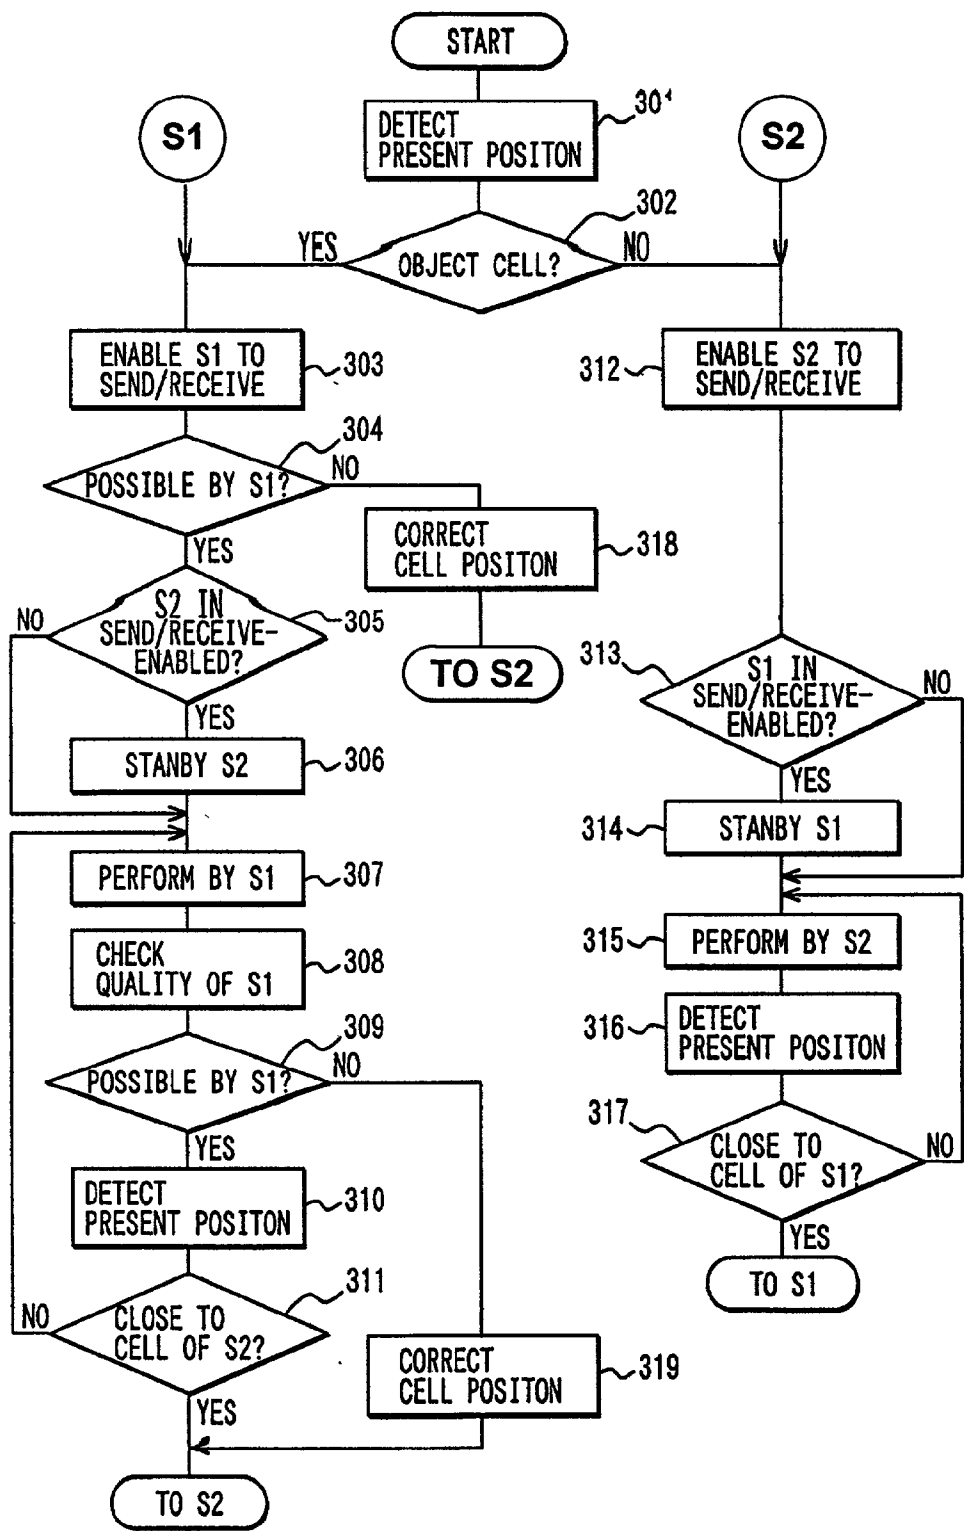 START
DETECT
PRESENT POSITON
301
S1
S2
302
YES
OBJECT CELL?
NO
ENABLE S1 TO
SEND/RECEIVE
303
312
ENABLE S2 TO
SEND/RECEIVE
304
POSSIBLE BY S1?
NO
YES
CORRECT
CELL POSITON
318
TO S2
NO
S2 IN
SEND/RECEIVE-
ENABLED?
305
YES
STANBY S2
306
313
S1 IN
SEND/RECEIVE-
ENABLED?
NO
YES
314
STANBY S1
PERFORM BY S1
307
CHECK
QUALITY OF S1
308
315
PERFORM BY S2
316
DETECT
PRESENT POSITON
309
POSSIBLE BY S1?
NO
YES
317
CLOSE TO
CELL OF S1?
NO
YES
TO S1
DETECT
PRESENT POSITON
310
311
NO
CLOSE TO
CELL OF S2?
YES
CORRECT
CELL POSITON
319
TO S2